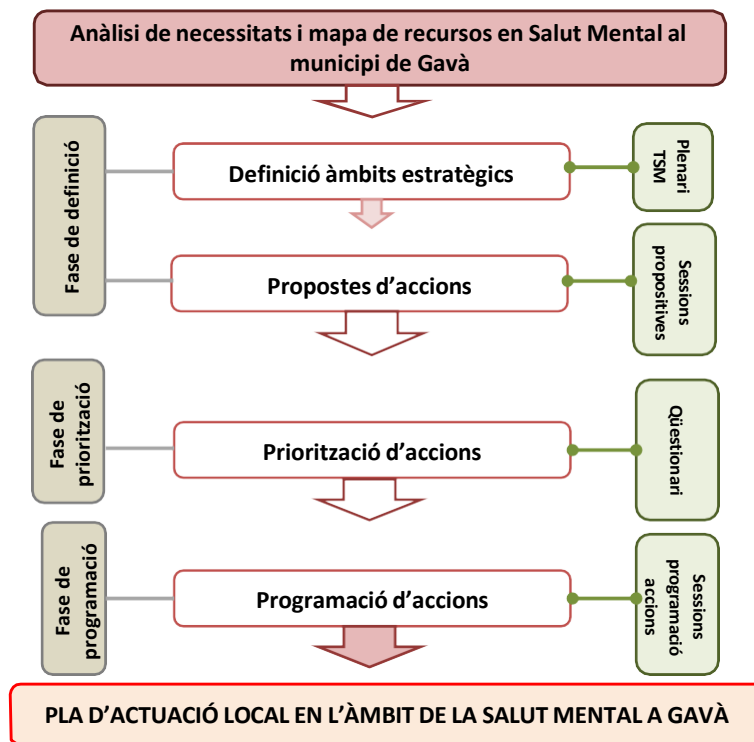 Anàlisi de necessitats i mapa de recursos en Salut Mental al
municipi de Gavà
Fase de definició
Definició àmbits estratègics
Plenari
TSM
Propostes d’accions
Sessions
propositives
Fase de
priorització
Priorització d’accions
Qüestionari
Fase de
programació
Programació d’accions
Sessions
programació
accions
PLA D’ACTUACIÓ LOCAL EN L’ÀMBIT DE LA SALUT MENTAL A GAVÀ